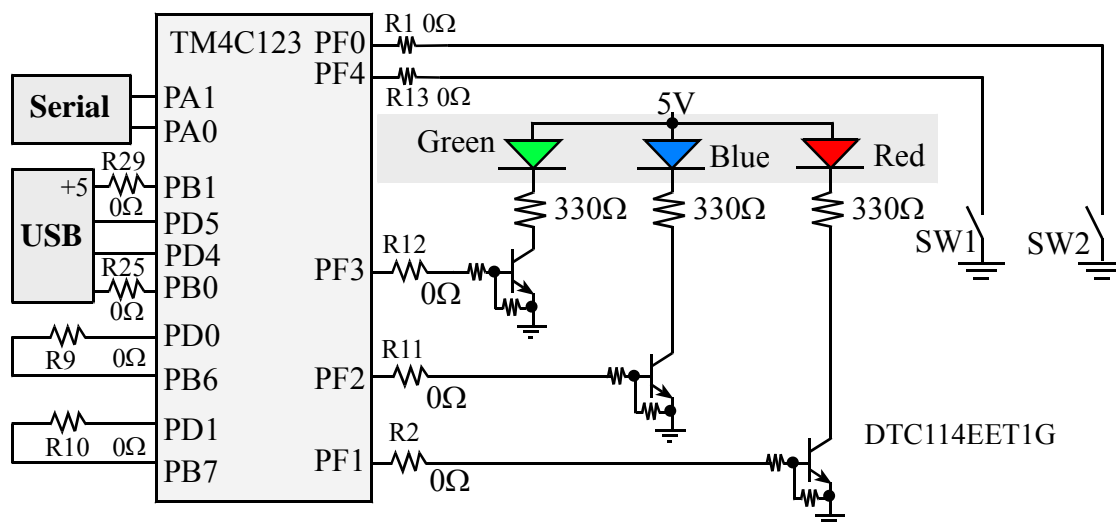 TM4C123
PF0
PF4
R1 0Ω
R13 0Ω
Serial
PA1
PA0
R29
0Ω
+5
USB
PB1
PD5
PD4
R25
PB0
0Ω
PD0
R9
0Ω
PB6
PD1
R10
0Ω
PB7
5V
Green
Blue
Red
330Ω
330Ω
330Ω
SW1
SW2
PF3
R12
0Ω
PF2
R11
0Ω
PF1
R2
0Ω
DTC114EET1G